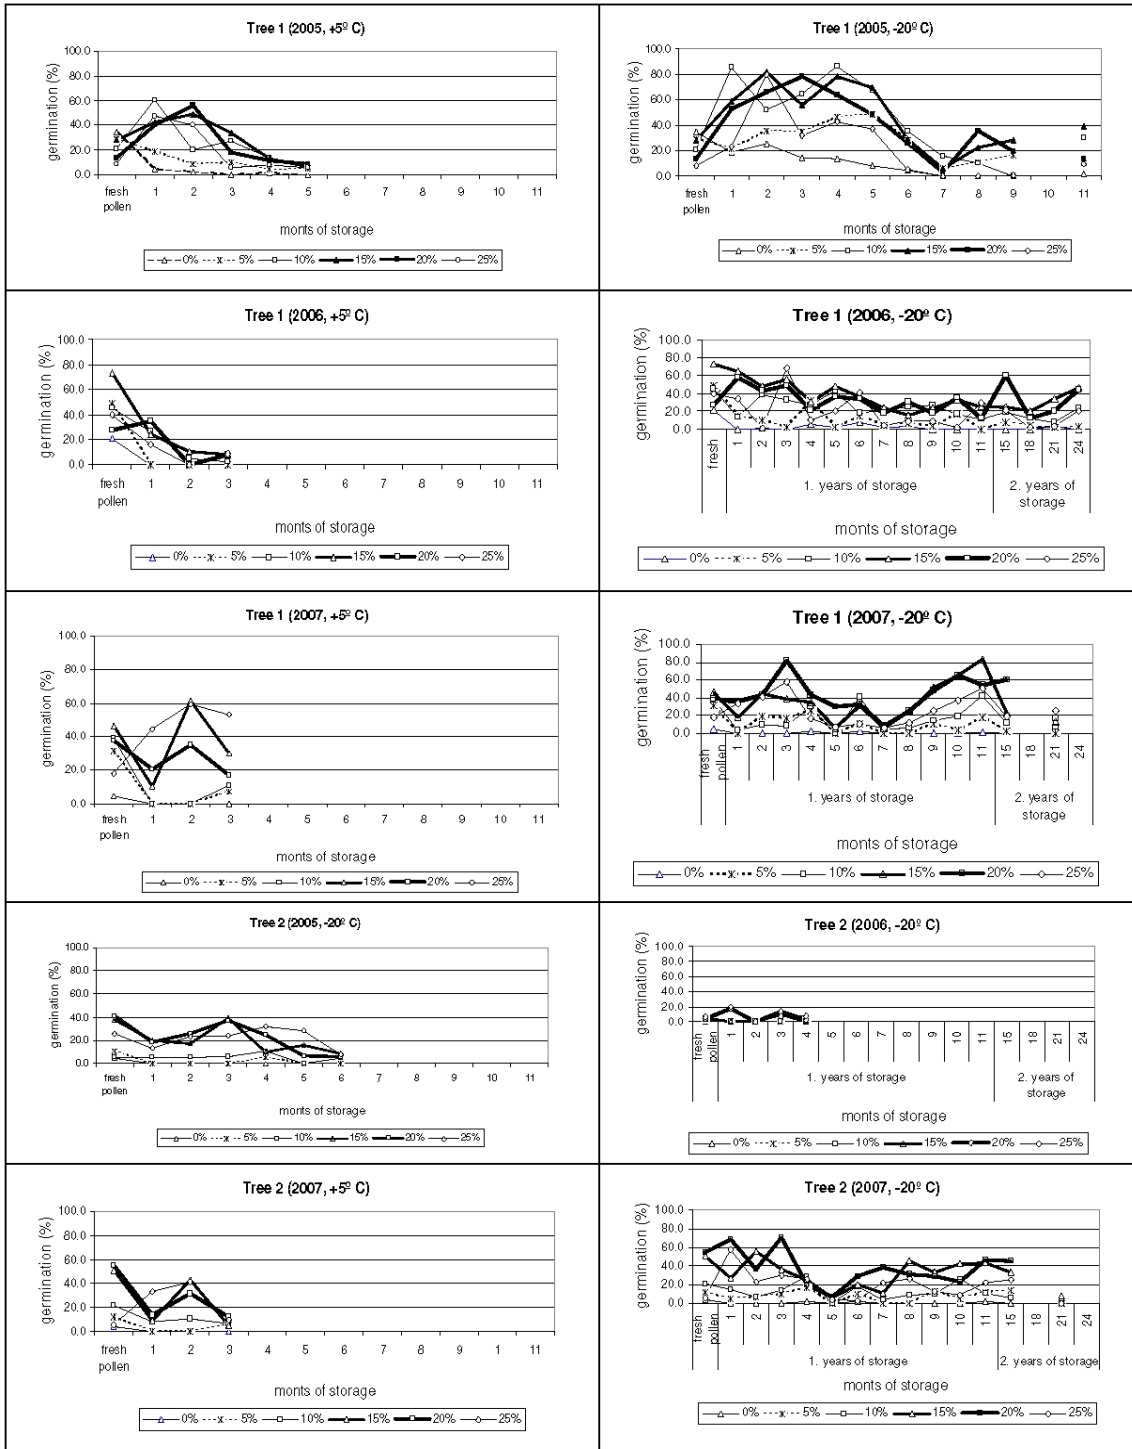 Tree 1 (2005, +5º C)
germination (%)
100.0
80.0
60.0
40.0
20.0
0.0
fresh pollen 1 2 3 4 5 6 7 8 9 10 11
monts of storage
0% 5% 10% 15% 20% 25%
Tree 1 (2005, -20º C)
germination (%)
100.0
80.0
60.0
40.0
20.0
0.0
fresh pollen 1 2 3 4 5 6 7 8 9 10 11
monts of storage
0% 5% 10% 15% 20% 25%
Tree 1 (2006, +5º C)
germination (%)
100.0
80.0
60.0
40.0
20.0
0.0
fresh pollen 1 2 3 4 5 6 7 8 9 10 11
monts of storage
0% 5% 10% 15% 20% 25%
Tree 1 (2006, -20º C)
germination (%)
100.0
80.0
60.0
40.0
20.0
0.0
fresh 1 2 3 4 5 6 7 8 9 10 11 15 18 21 24
1. years of storage 2. years of
storage
monts of storage
0% 5% 10% 15% 20% 25%
Tree 1 (2007, +5º C)
germination (%)
100.0
80.0
60.0
40.0
20.0
0.0
fresh pollen 1 2 3 4 5 6 7 8 9 10 11
monts of storage
0% 5% 10% 15% 20% 25%
Tree 1 (2007, -20º C)
germination (%)
100.0
80.0
60.0
40.0
20.0
0.0
fresh pollen 1 2 3 4 5 6 7 8 9 10 11 15 18 21 24
1. years of storage 2. years of
storage
monts of storage
0% 5% 10% 15% 20% 25%
Tree 2 (2005, -20º C)
germination (%)
100.0
80.0
60.0
40.0
20.0
0.0
fresh pollen 1 2 3 4 5 6 7 8 9 1 11
monts of storage
0% 5% 10% 15% 20% 25%
Tree 2 (2006, -20º C)
germination (%)
100.0
80.0
60.0
40.0
20.0
0.0
fresh pollen 1 2 3 4 5 6 7 8 9 10 11 15 18 21 24
1. years of storage 2. years of
storage
monts of storage
0% 5% 10% 15% 20% 25%
Tree 2 (2007, +5º C)
germination (%)
100.0
80.0
60.0
40.0
20.0
0.0
fresh pollen 1 2 3 4 5 6 7 8 9 1 11
monts of storage
0% 5% 10% 15% 20% 25%
Tree 2 (2007, -20º C)
germination (%)
100.0
80.0
60.0
40.0
20.0
0.0
fresh pollen 1 2 3 4 5 6 7 8 9 10 11 15 18 21 24
1. years of storage 2. years of storage
monts of storage
0% 5% 10% 15% 20% 25%